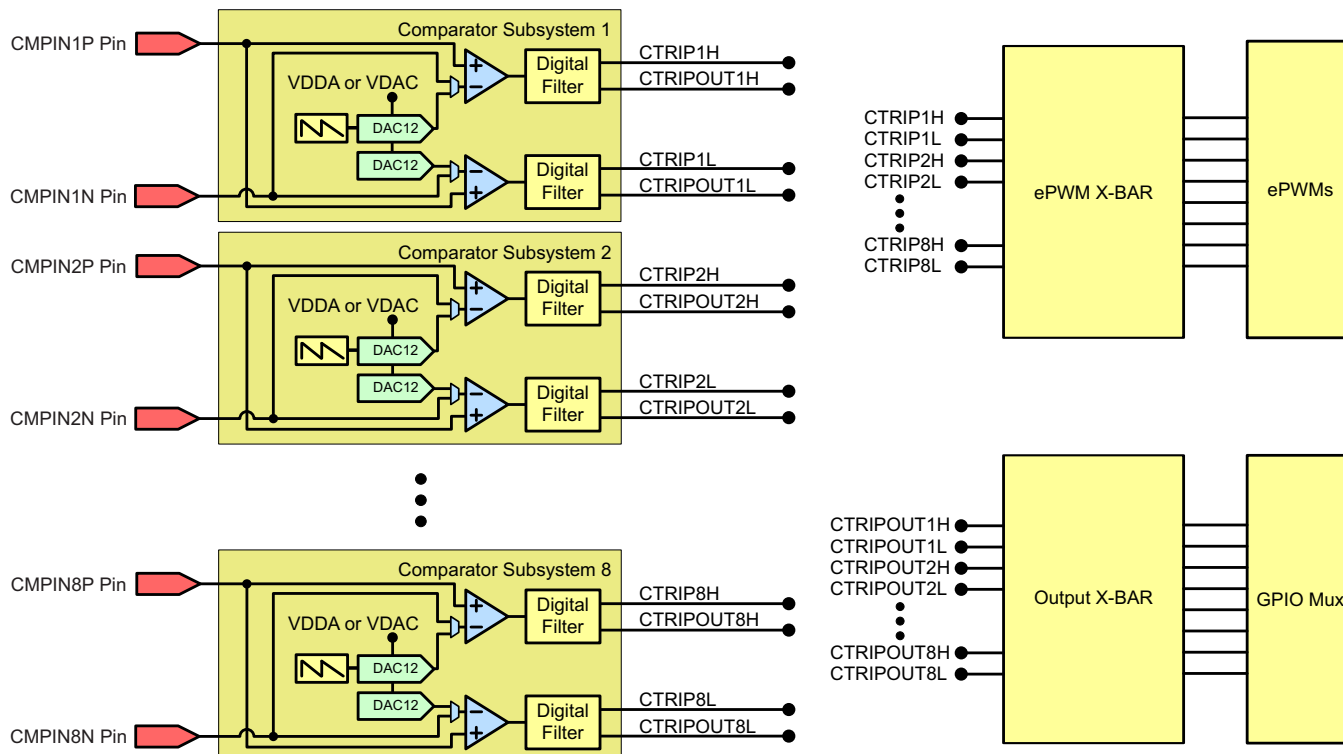 Comparator Subsystem 1
CMPIN1P Pin
VDDA or VDAC
DAC12
DAC12
Digital
Filter
CTRIP1H
CTRIPOUT1H
Digital
Filter
CTRIP1L
CTRIPOUT1L
CMPIN1N Pin
Comparator Subsystem 2
CMPIN2P Pin
VDDA or VDAC
DAC12
DAC12
Digital
Filter
CTRIP2H
CTRIPOUT2H
Digital
Filter
CTRIP2L
CTRIPOUT2L
CMPIN2N Pin
Comparator Subsystem 8
CMPIN8P Pin
VDDA or VDAC
DAC12
DAC12
Digital
Filter
CTRIP8H
CTRIPOUT8H
Digital
Filter
CTRIP8L
CTRIPOUT8L
CMPIN8N Pin
CTRIP1H
CTRIP1L
CTRIP2H
CTRIP2L
CTRIP8H
CTRIP8L
ePWM X-BAR
ePWMs
CTRIPOUT1H
CTRIPOUT1L
CTRIPOUT2H
CTRIPOUT2L
CTRIPOUT8H
CTRIPOUT8L
Output X-BAR
GPIO Mux